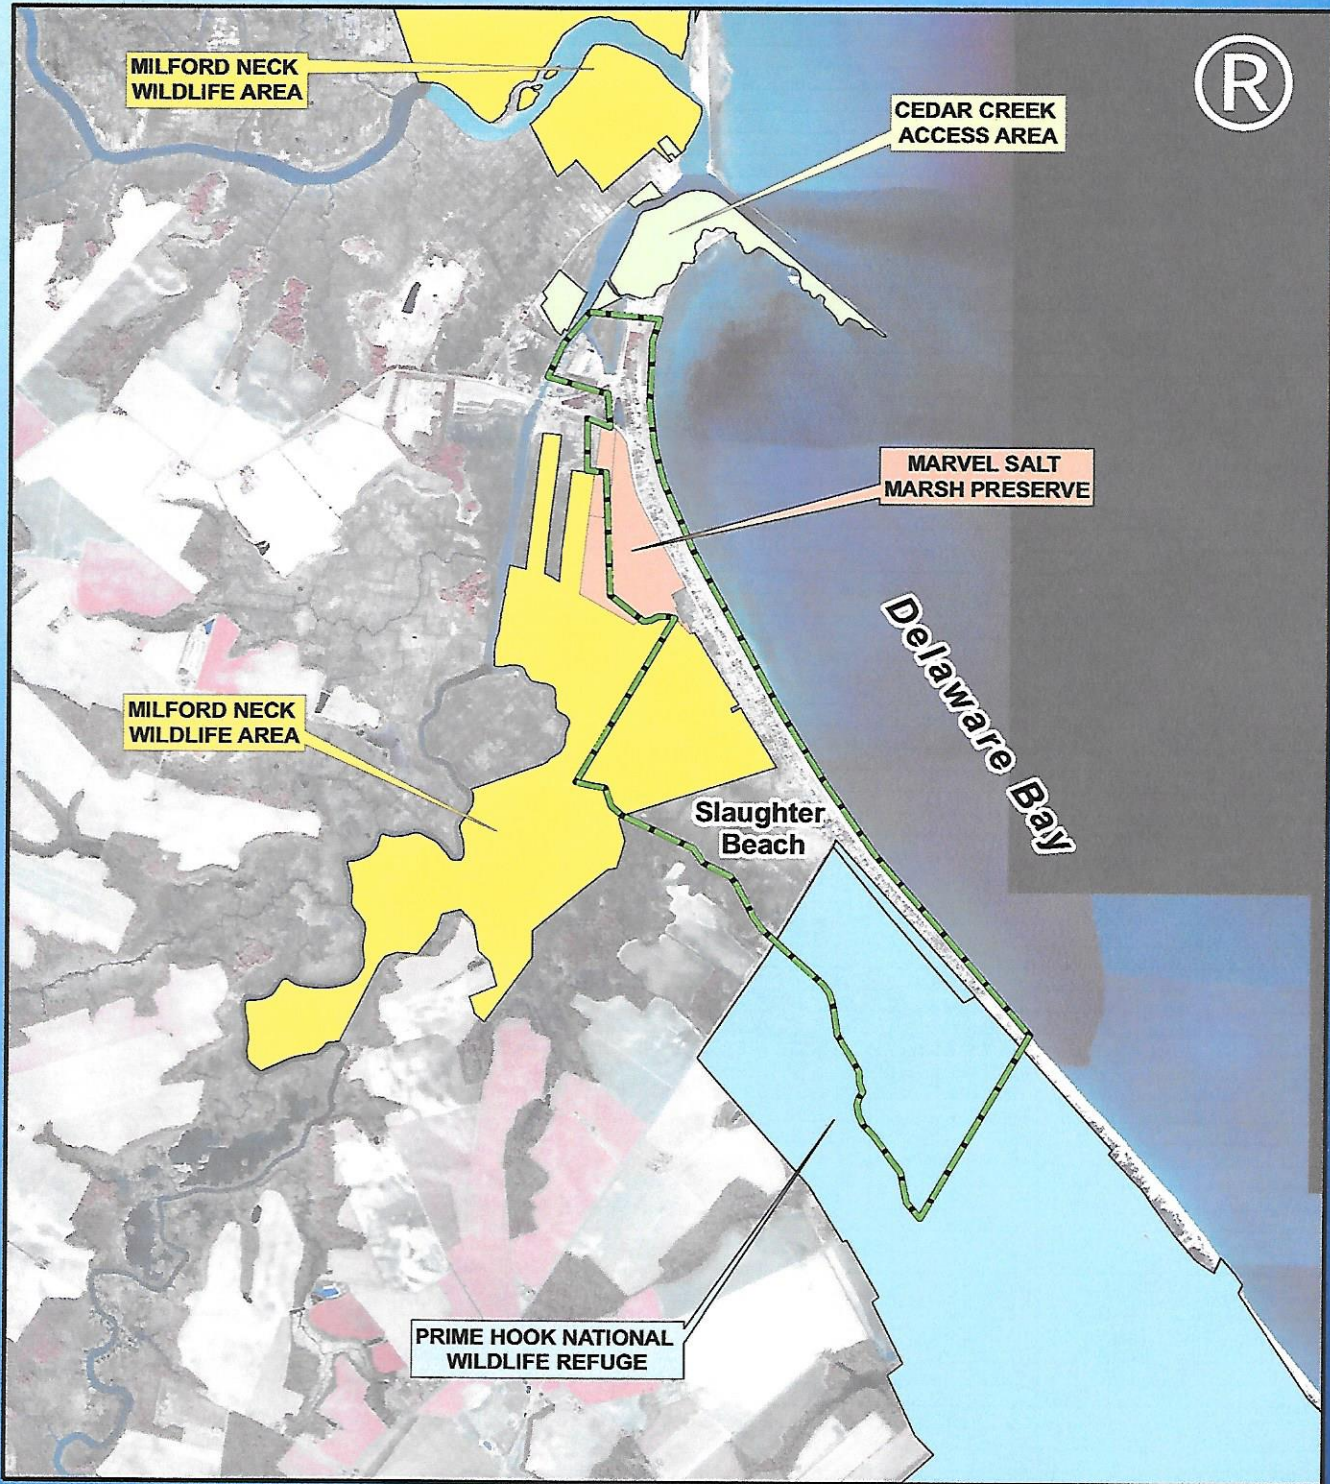 MILFORD NECK
WILDLIFE AREA
®
CEDAR CREEK
ACCESS AREA
MARVEL SALT
MARSH PRESERVE
Delaware Bay
MILFORD NECK
WILDLIFE AREA
Slaughter
Beach
PRIME HOOK NATIONAL
WILDLIFE REFUGE